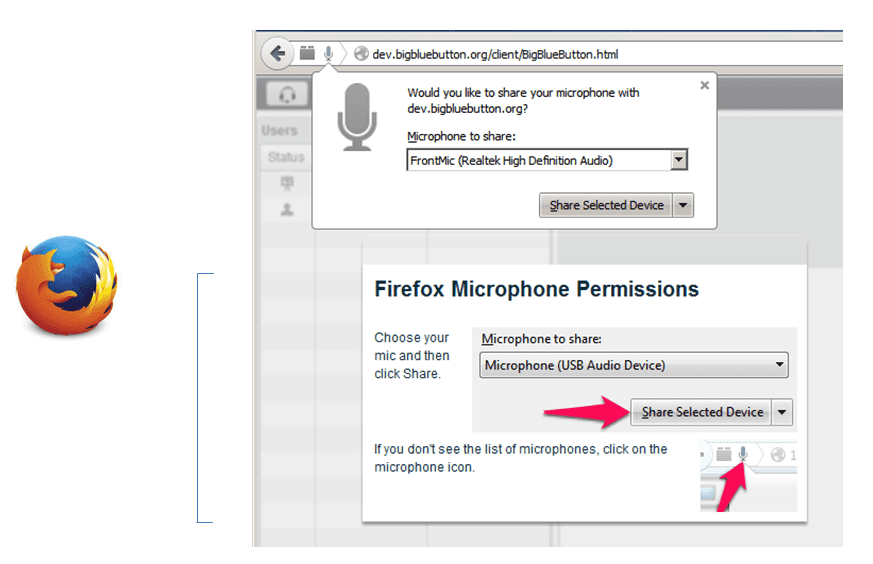 dev.bigbluebutton.org/client/BigBlueButton.html
Would you like to share your microphone with
dev.bigbluebutton.org?
Microphone to share:
FrontMic (Realtek High Definition Audio)
Share Selected Device
Users
Status
Firefox Microphone Permissions
Choose your
mic and then
click Share.
Microphone to share:
Microphone (USB Audio Device)
Share Selected Device
If you don't see the list of microphones, click on the
microphone icon.
1